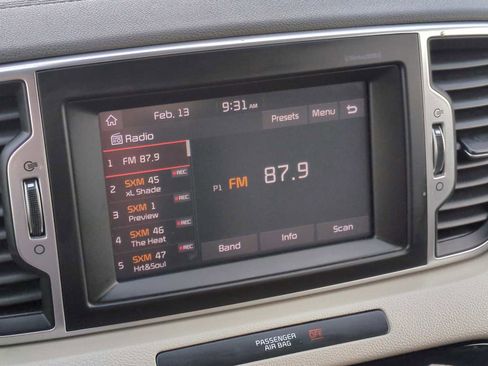 Feb. 13 9:31 AM
Radio Presets Menu
1 FM 87.9
2 SXM 45 REC
xL Shade
3 SXM 1 REC
Preview
4 SXM 46 REC
The Heat
5 SXM 47 REC
Hrt&Soul
P1 FM 87.9
Band Info Scan
PASSENGER
AIR BAG
OFF